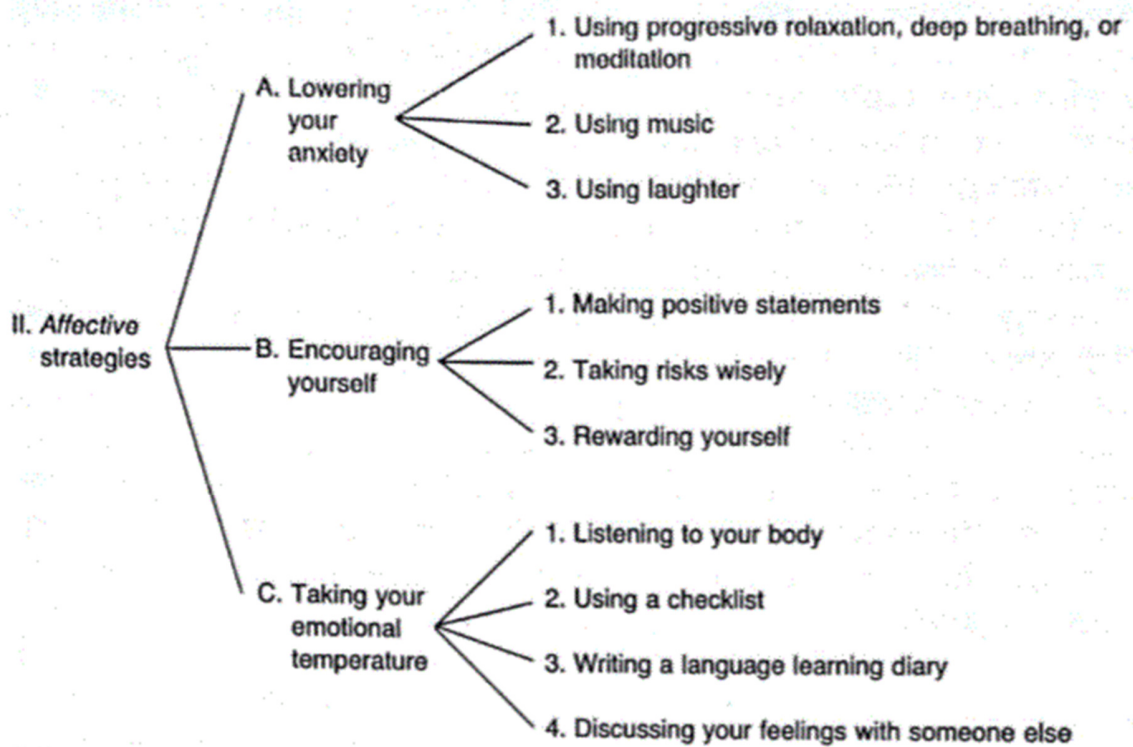 1. Using progressive relaxation, deep breathing, or
meditation
A. Lowering
your
anxiety
2. Using music
3. Using laughter
II. Affective
strategies
B. Encouraging
yourself
1. Making positive statements
2. Taking risks wisely
3. Rewarding yourself
C. Taking your
emotional
temperature
1. Listening to your body
2. Using a checklist
3. Writing a language learning diary
4. Discussing your feelings with someone else